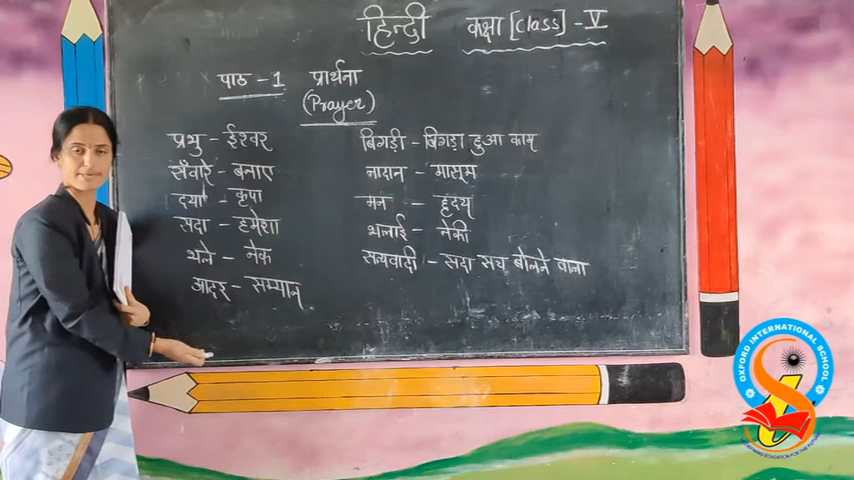 हिन्दी कक्षा [Class] - V
पाठ - 1 प्रार्थना
(Prayer)
प्रभु - ईश्वर
सँवारे - बनाए
दया - कृपा
सदा - हमेशा
भले - नेक
आदर - सम्मान
बिगड़ी - बिगड़ा हुआ काम
नादान - मासूम
मन - हृदय
भलाई - नेकी
सत्यवादी - सदा सच बोलने वाला
OXFORD INTERNATIONAL SCHOOL